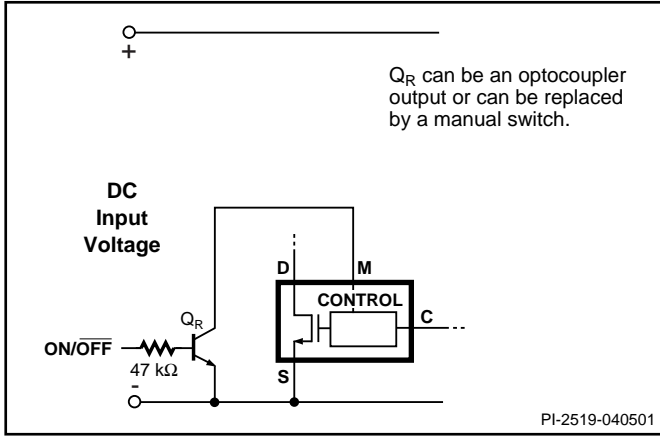 +
QR can be an optocoupler
output or can be replaced
by a manual switch.
DC
Input
Voltage
D
M
CONTROL
C
QR
ON/O̅F̅F̅
47 kΩ
S
-
PI-2519-040501